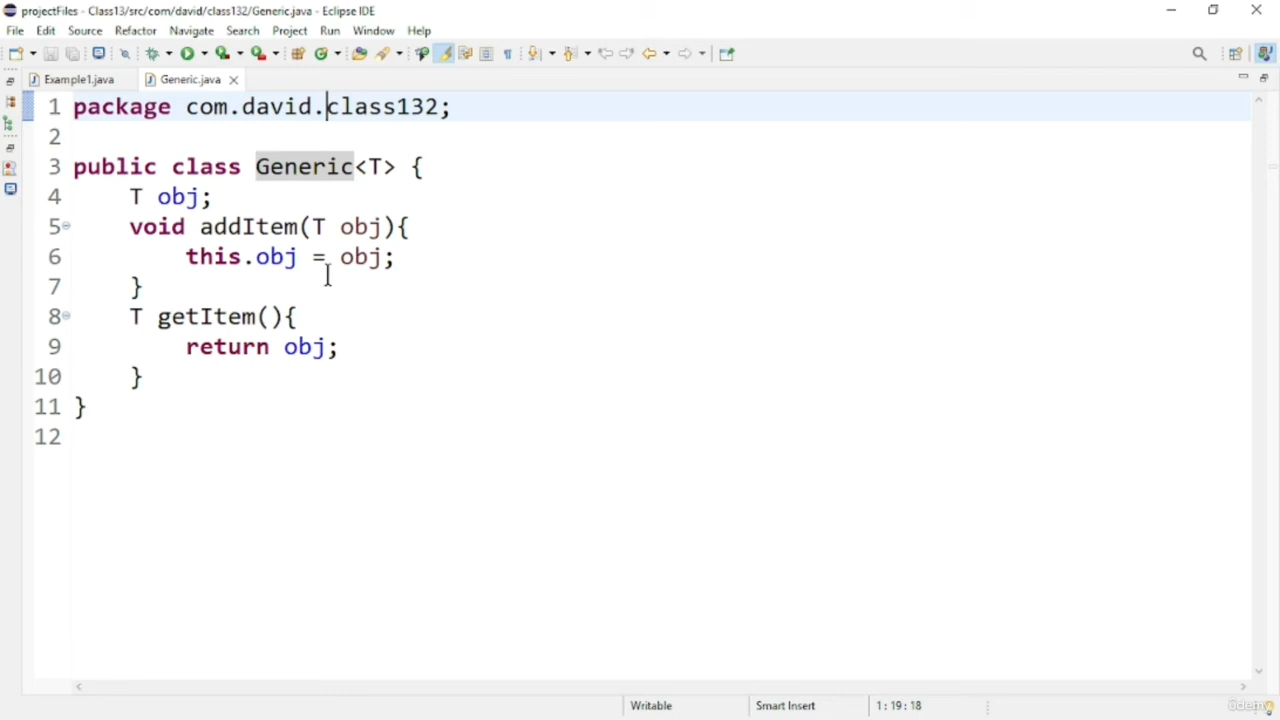 projectFiles - Class13/src/com/david/class132/Generic.java - Eclipse IDE
File Edit Source Refactor Navigate Search Project Run Window Help
Example1.java Generic.java
1 package com.david.class132;
2
3 public class Generic<T> {
4 T obj;
5 void addItem(T obj){
6 this.obj = obj;
7 }
8 T getItem(){
9 return obj;
10 }
11 }
12
Writable Smart Insert 1 : 19 : 18
ûdemy